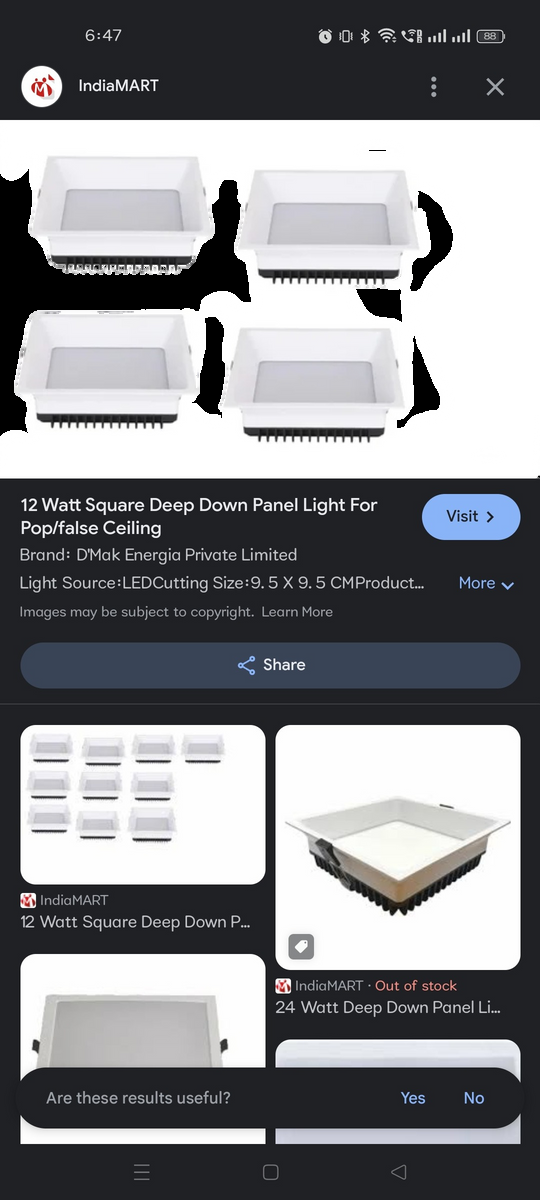 6:47
88
IndiaMART
12 Watt Square Deep Down Panel Light For
Pop/false Ceiling
Visit
Brand: D'Mak Energia Private Limited
Light Source:LEDCutting Size:9. 5 X 9. 5 CMProduct...
More
Images may be subject to copyright. Learn More
Share
IndiaMART
12 Watt Square Deep Down P...
IndiaMART · Out of stock
24 Watt Deep Down Panel Li...
Are these results useful?
Yes
No